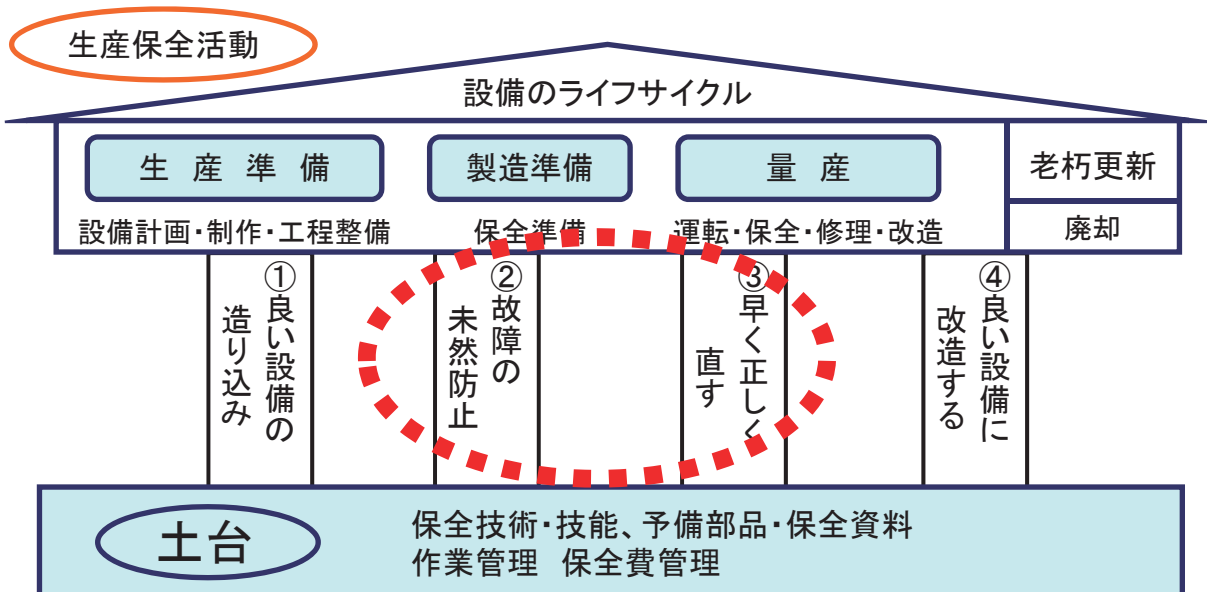 生産保全活動
設備のライフサイクル
生産準備
製造準備
量産
老朽更新
設備計画・制作・工程整備
保全準備
運転・保全・修理・改造
廃却
①良い設備の
造り込み
②故障の
未然防止
③早く正しく
直す
④良い設備に
改造する
土台
保全技術・技能、予備部品・保全資料
作業管理 保全費管理